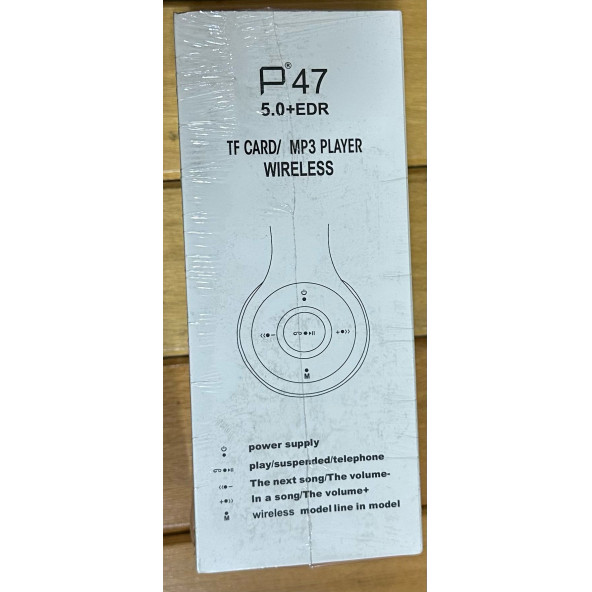 P®47
5.0+EDR
TF CARD/ MP3 PLAYER
WIRELESS
M
power supply
play/suspended/telephone
The next song/The volume-
In a song/The volume+
M wireless model line in model